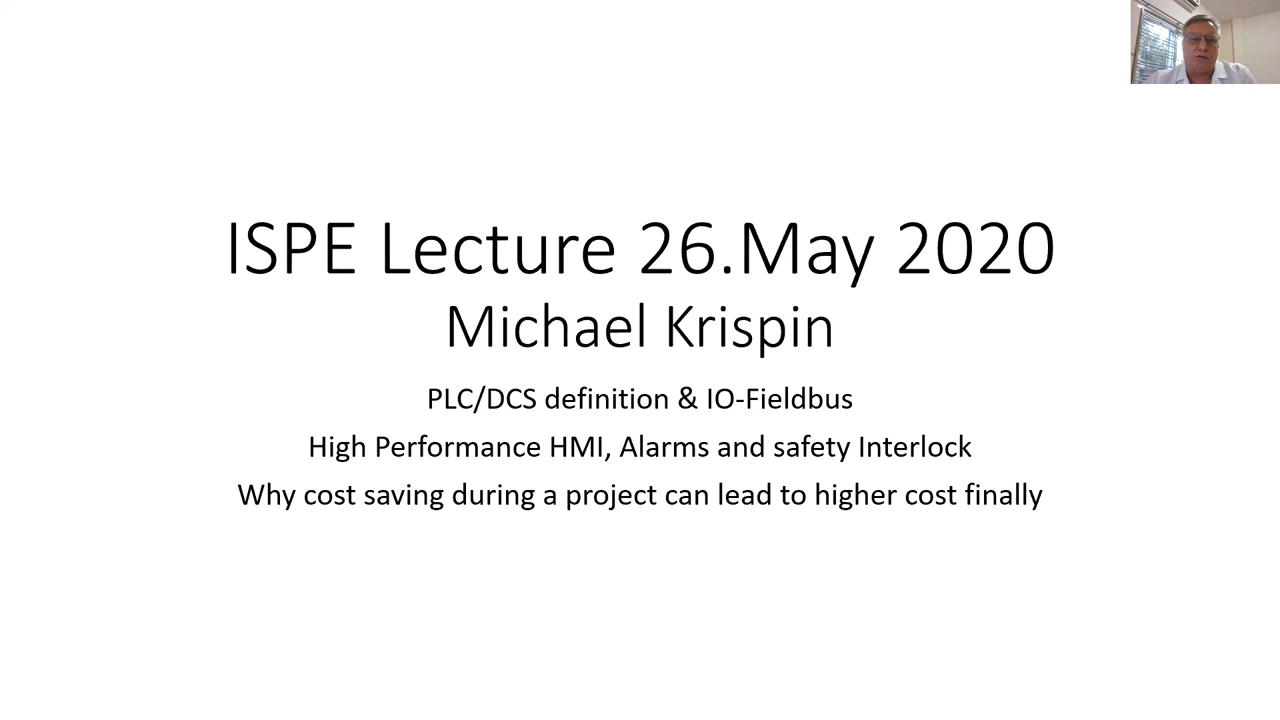 ISPE Lecture 26.May 2020
Michael Krispin
PLC/DCS definition & IO-Fieldbus
High Performance HMI, Alarms and safety Interlock
Why cost saving during a project can lead to higher cost finally